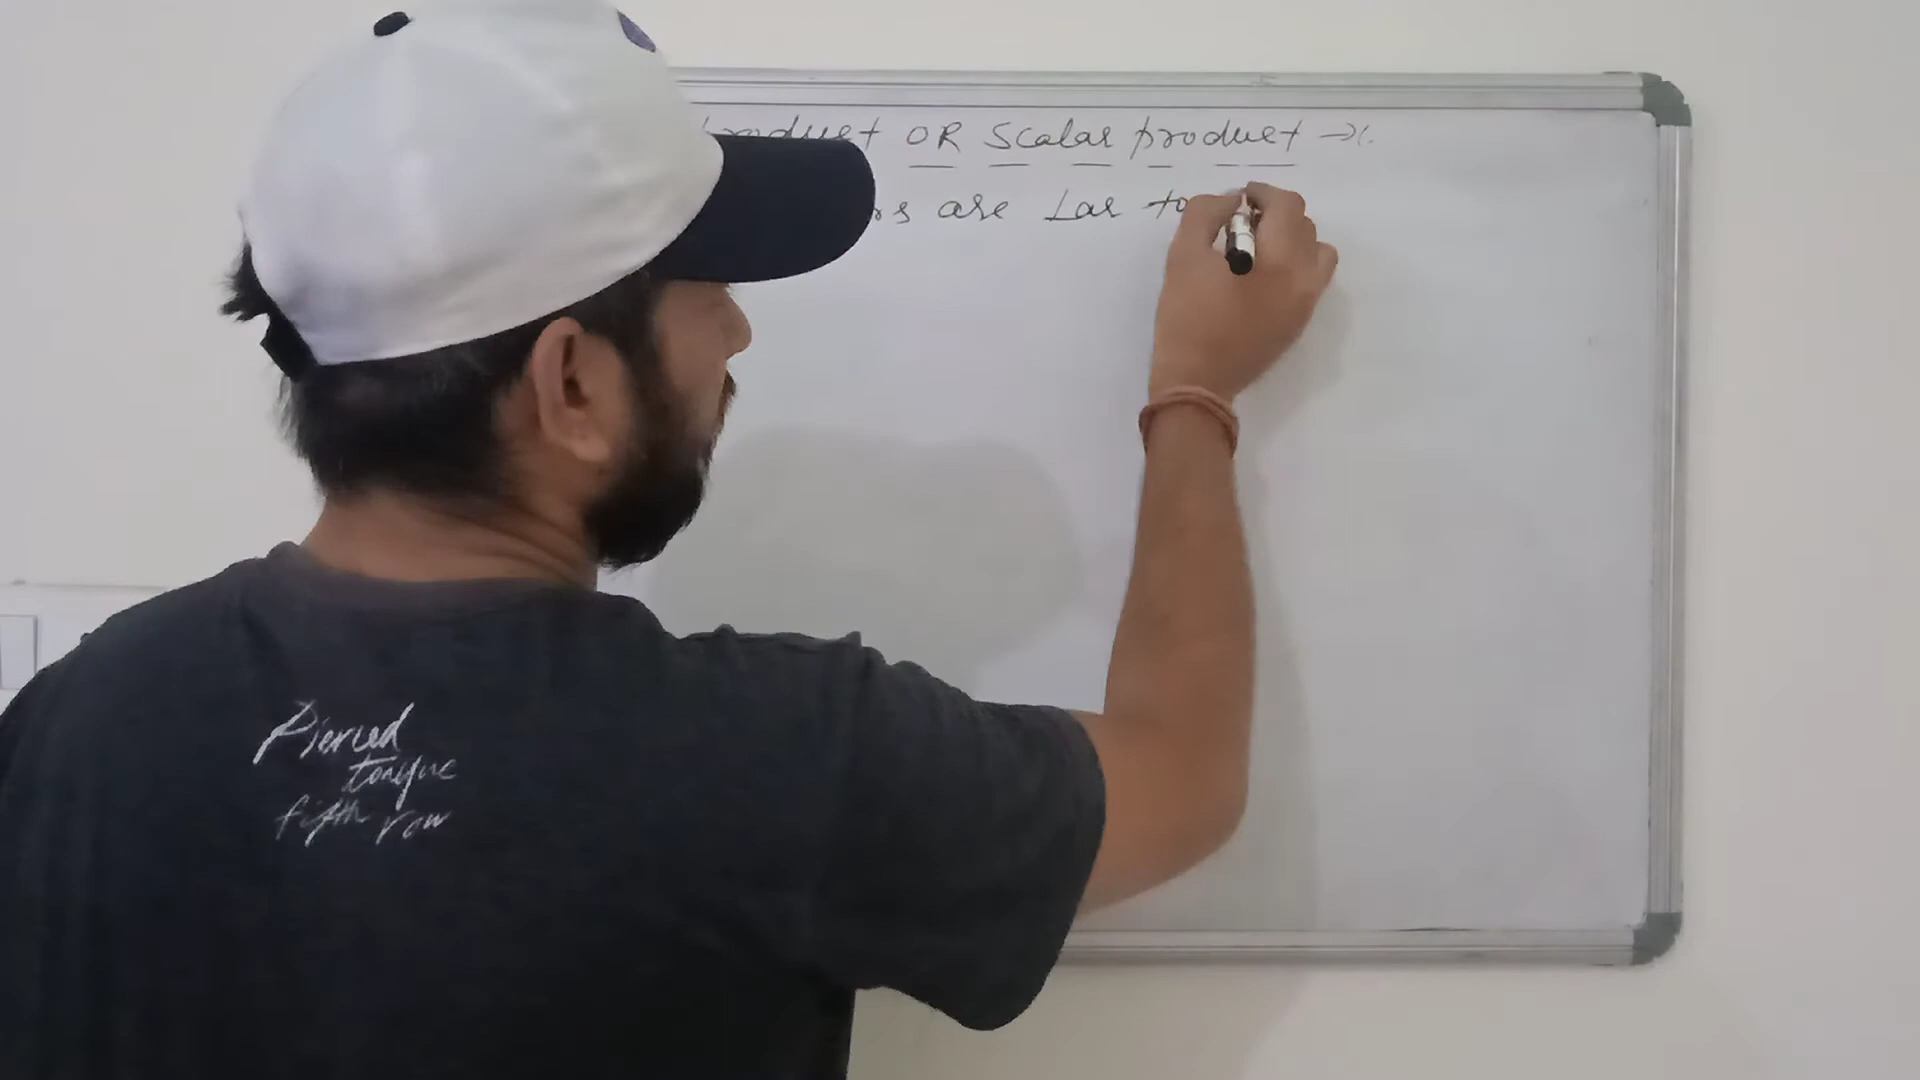 product OR Scalar product →
are ⊥ar to
Pierced
tongue
fifth row